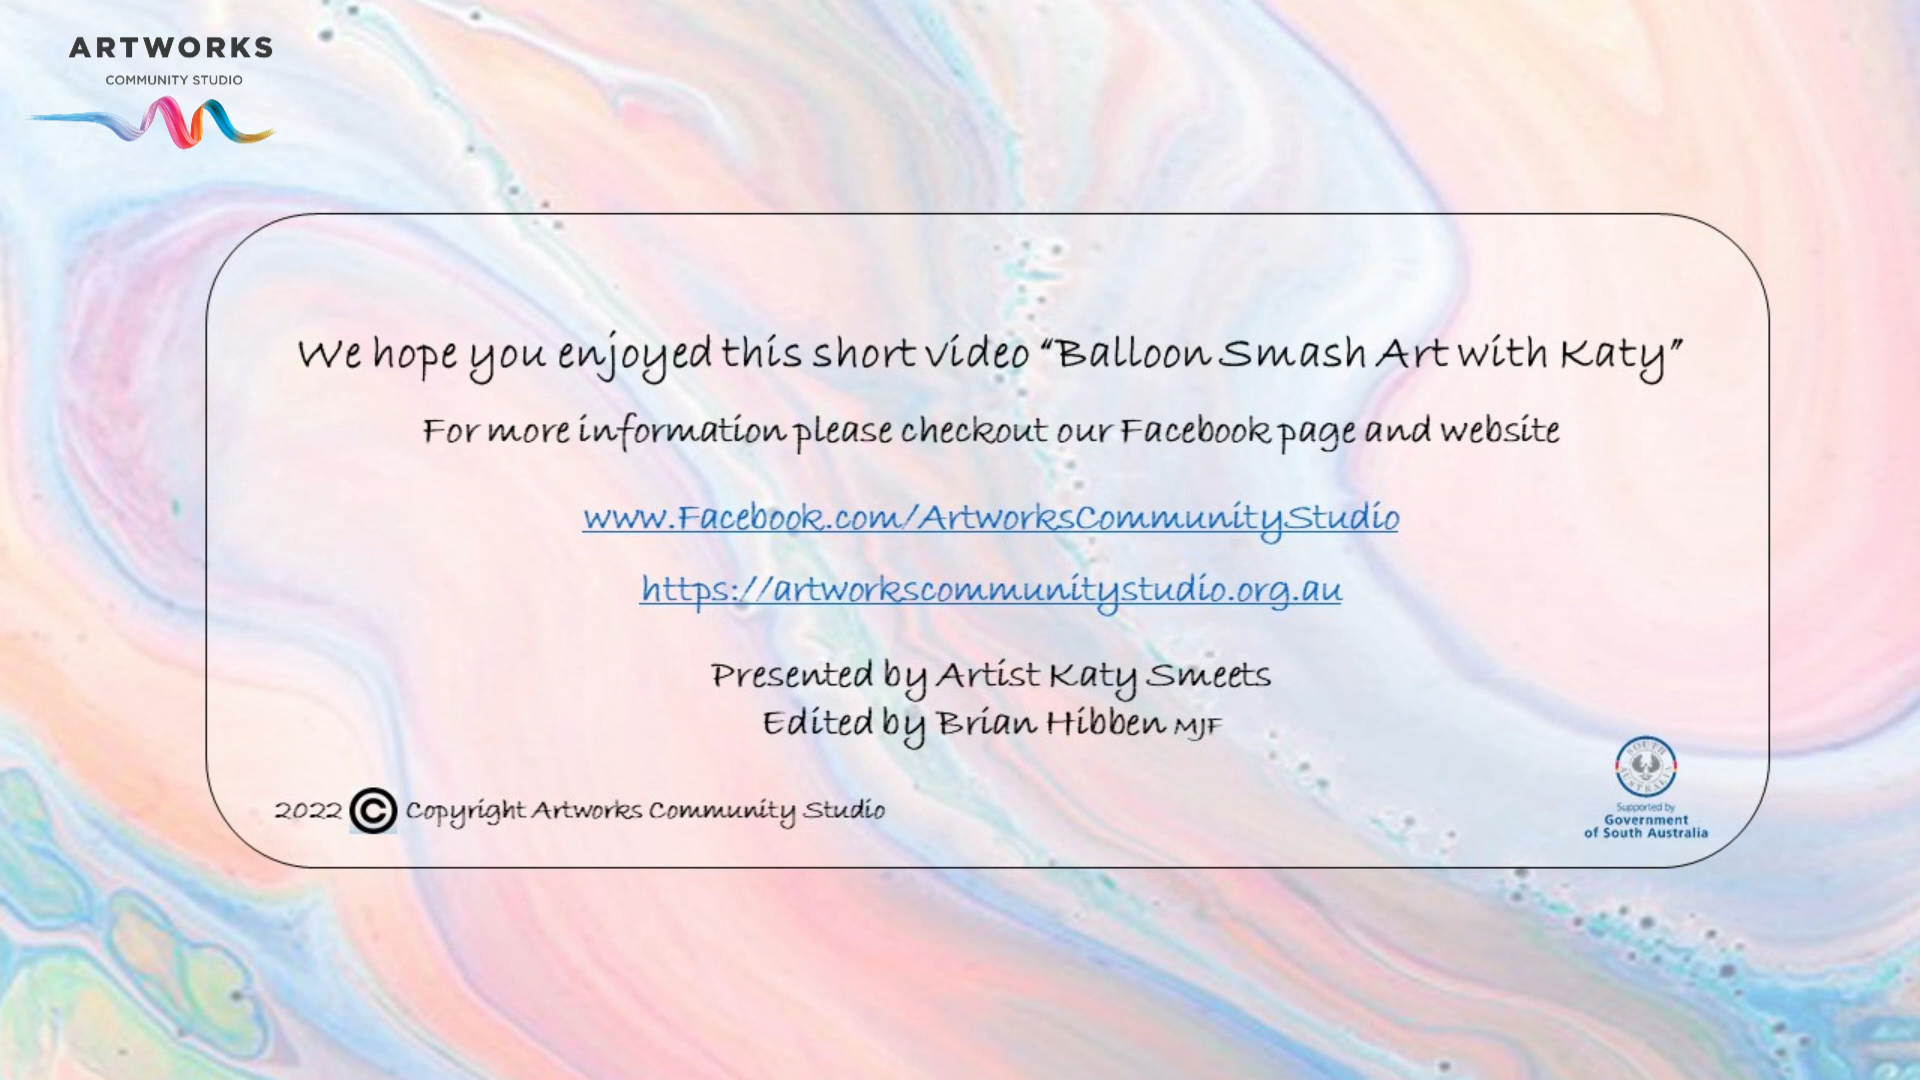 ARTWORKS
COMMUNITY STUDIO
We hope you enjoyed this short video “Balloon Smash Art with Katy”
For more information please checkout our Facebook page and website
www.Facebook.com/ArtworksCommunityStudio
https://artworkscommunitystudio.org.au
Presented by Artist Katy Smeets
Edited by Brian Hibben MJF
2022 © Copyright Artworks Community Studio
SOUTH
AUSTRALIA
Supported by
Government
of South Australia